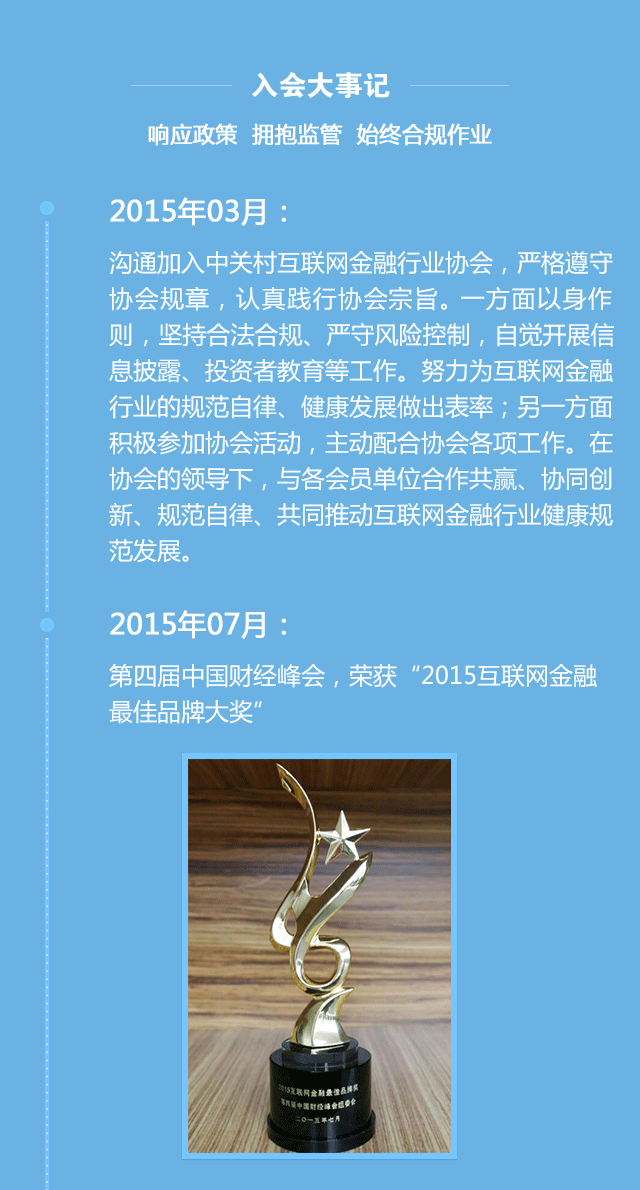 入会大事记
响应政策 拥抱监管 始终合规作业
2015年03月：
沟通加入中关村互联网金融行业协会，严格遵守
协会规章，认真践行协会宗旨。一方面以身作
则，坚持合法合规、严守风险控制，自觉开展信
息披露、投资者教育等工作。努力为互联网金融
行业的规范自律、健康发展做出表率；另一方面
积极参加协会活动，主动配合协会各项工作。在
协会的领导下，与各会员单位合作共赢、协同创
新、规范自律、共同推动互联网金融行业健康规
范发展。
2015年07月：
第四届中国财经峰会，荣获“2015互联网金融
最佳品牌大奖”
2015互联网金融最佳品牌奖
第四届中国财经峰会组委会
二〇一五年七月